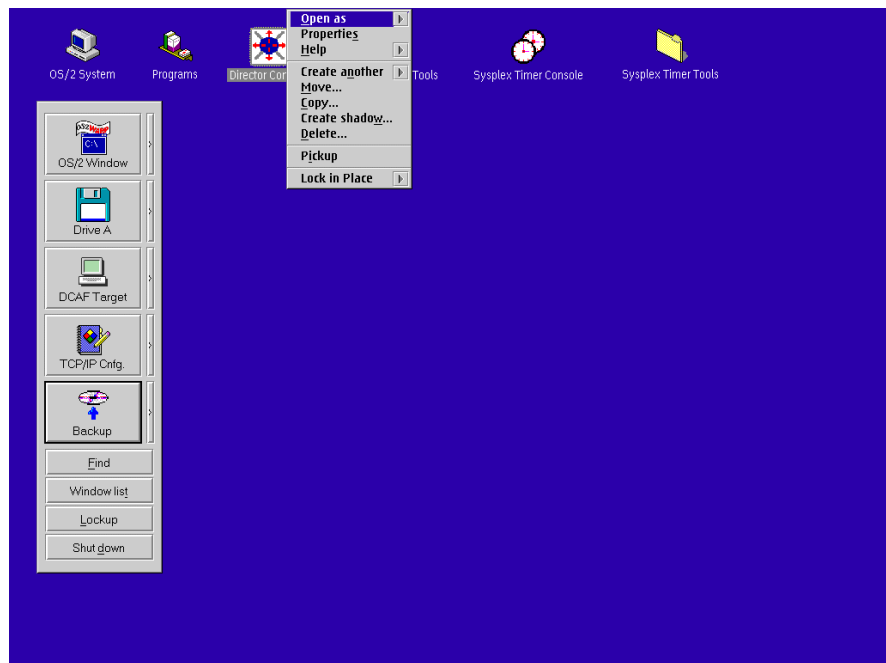 Open as
Properties
Help
Create another
Move...
Copy...
Create shadow...
Delete...
Pickup
Lock in Place
OS/2 System
Programs
Director Con
Tools
Sysplex Timer Console
Sysplex Timer Tools
OS2WARP
C:\
OS/2 Window
Drive A
DCAF Target
TCP/IP Cnfg.
Backup
Find
Window list
Lockup
Shut down